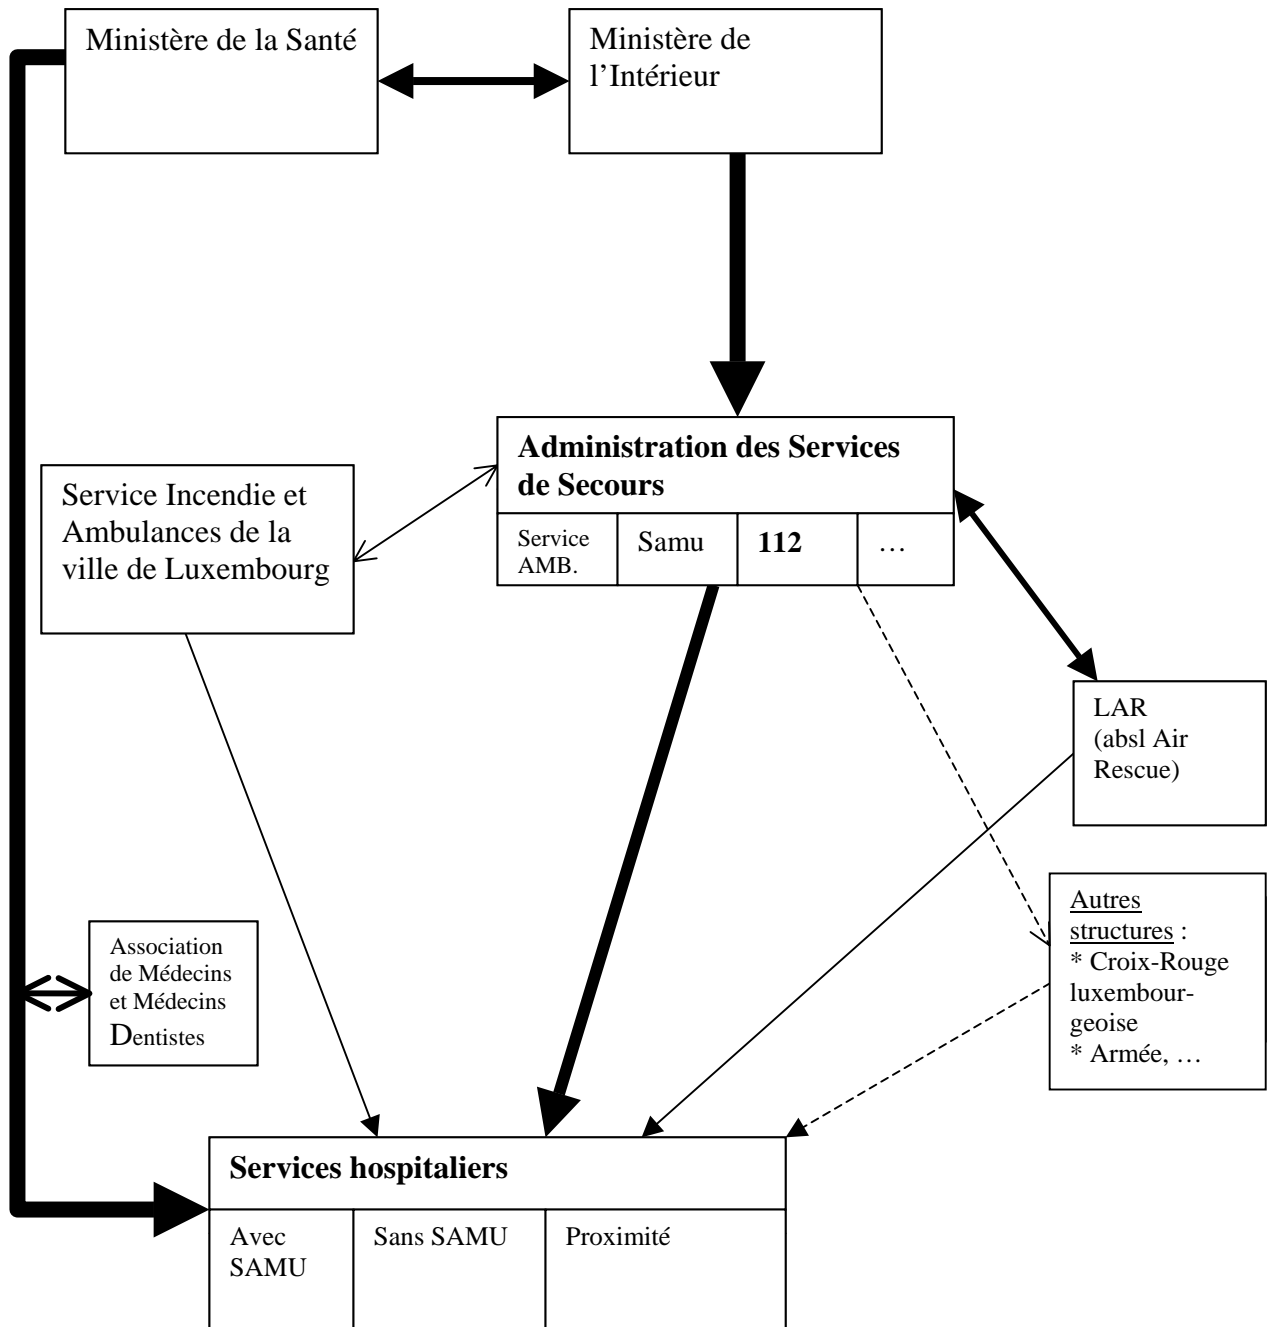 Ministère de la Santé
Ministère de
l’Intérieur
Administration des Services
de Secours
Service
AMB.
Samu
112
…
Service Incendie et
Ambulances de la
ville de Luxembourg
LAR
(absl Air
Rescue)
Autres
structures :
* Croix-Rouge
luxembour-
geoise
* Armée, …
Association
de Médecins
et Médecins
Dentistes
Services hospitaliers
Avec
SAMU
Sans SAMU
Proximité